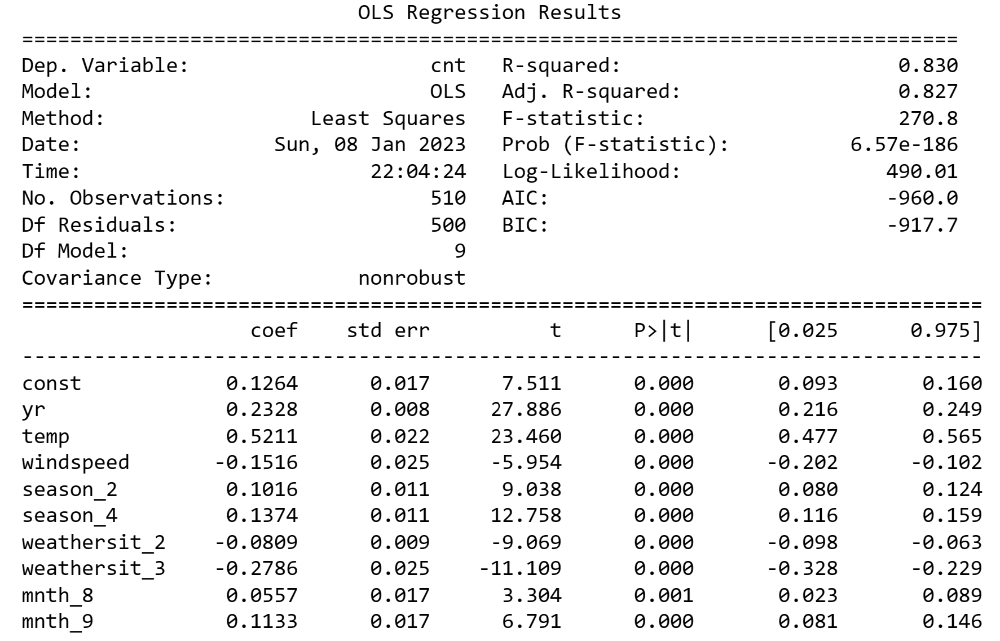 OLS Regression Results
==============================================================================
Dep. Variable:                    cnt   R-squared:                       0.830
Model:                            OLS   Adj. R-squared:                  0.827
Method:                 Least Squares   F-statistic:                     270.8
Date:                Sun, 08 Jan 2023   Prob (F-statistic):          6.57e-186
Time:                        22:04:24   Log-Likelihood:                 490.01
No. Observations:                 510   AIC:                            -960.0
Df Residuals:                     500   BIC:                            -917.7
Df Model:                           9
Covariance Type:            nonrobust
================================================================================
                   coef    std err          t      P>|t|      [0.025      0.975]
--------------------------------------------------------------------------------
const            0.1264      0.017      7.511      0.000       0.093       0.160
yr               0.2328      0.008     27.886      0.000       0.216       0.249
temp             0.5211      0.022     23.460      0.000       0.477       0.565
windspeed       -0.1516      0.025     -5.954      0.000      -0.202      -0.102
season_2         0.1016      0.011      9.038      0.000       0.080       0.124
season_4         0.1374      0.011     12.758      0.000       0.116       0.159
weathersit_2    -0.0809      0.009     -9.069      0.000      -0.098      -0.063
weathersit_3    -0.2786      0.025    -11.109      0.000      -0.328      -0.229
mnth_8           0.0557      0.017      3.304      0.001       0.023       0.089
mnth_9           0.1133      0.017      6.791      0.000       0.081       0.146